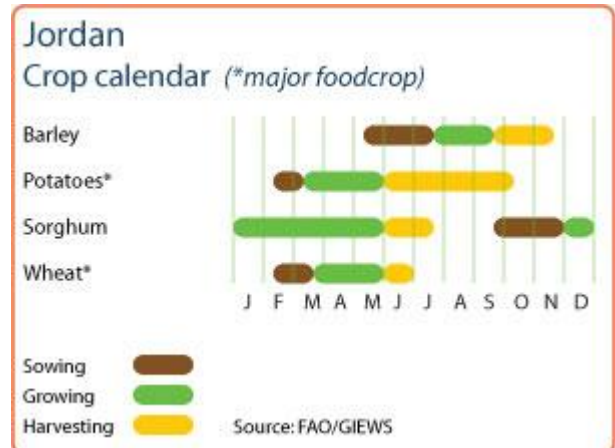 Jordan
Crop calendar (*major foodcrop)
Barley
Potatoes*
Sorghum
Wheat*
J F M A M J J A S O N D
Sowing
Growing
Harvesting Source: FAO/GIEWS